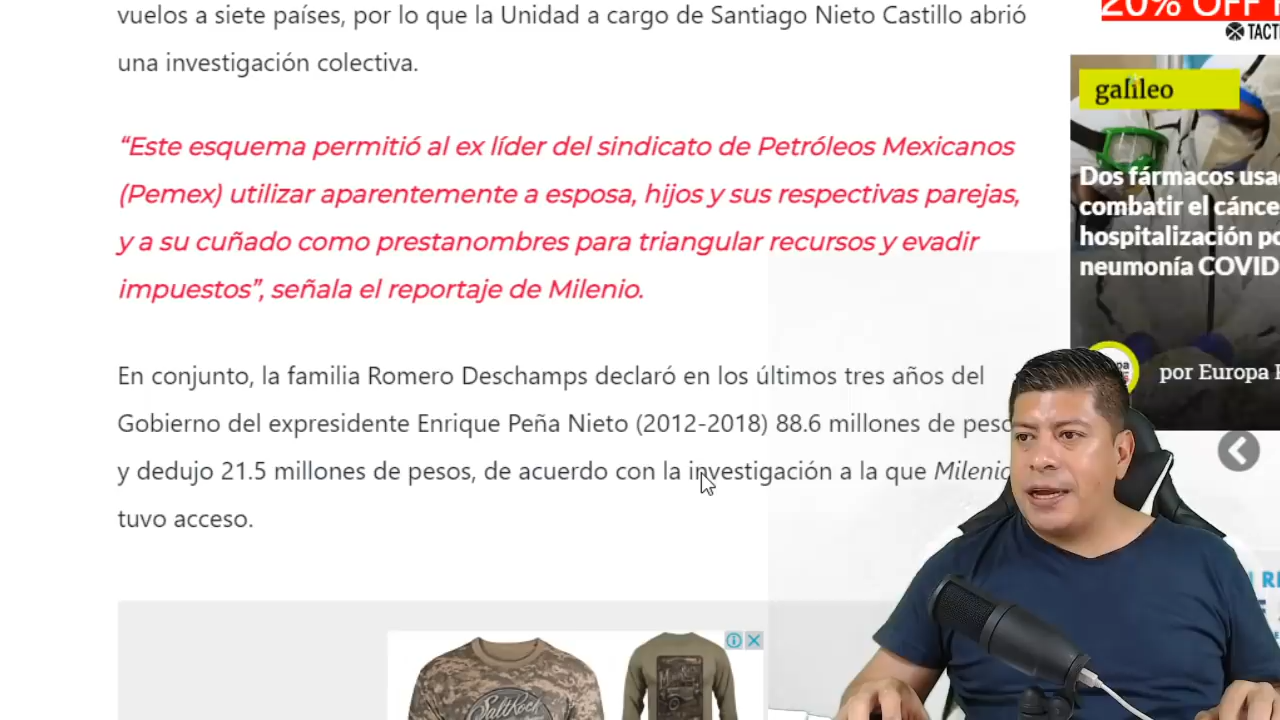 vuelos a siete países, por lo que la Unidad a cargo de Santiago Nieto Castillo abrió
una investigación colectiva.
“Este esquema permitió al ex líder del sindicato de Petróleos Mexicanos
(Pemex) utilizar aparentemente a esposa, hijos y sus respectivas parejas,
y a su cuñado como prestanombres para triangular recursos y evadir
impuestos”, señala el reportaje de Milenio.
En conjunto, la familia Romero Deschamps declaró en los últimos tres años del
Gobierno del expresidente Enrique Peña Nieto (2012-2018) 88.6 millones de peso
y dedujo 21.5 millones de pesos, de acuerdo con la investigación a la que Milenio
tuvo acceso.
20% OFF
TACT
galileo
Dos fármacos usa
combatir el cánce
hospitalización po
neumonía COVID
por Europa
SaltRock